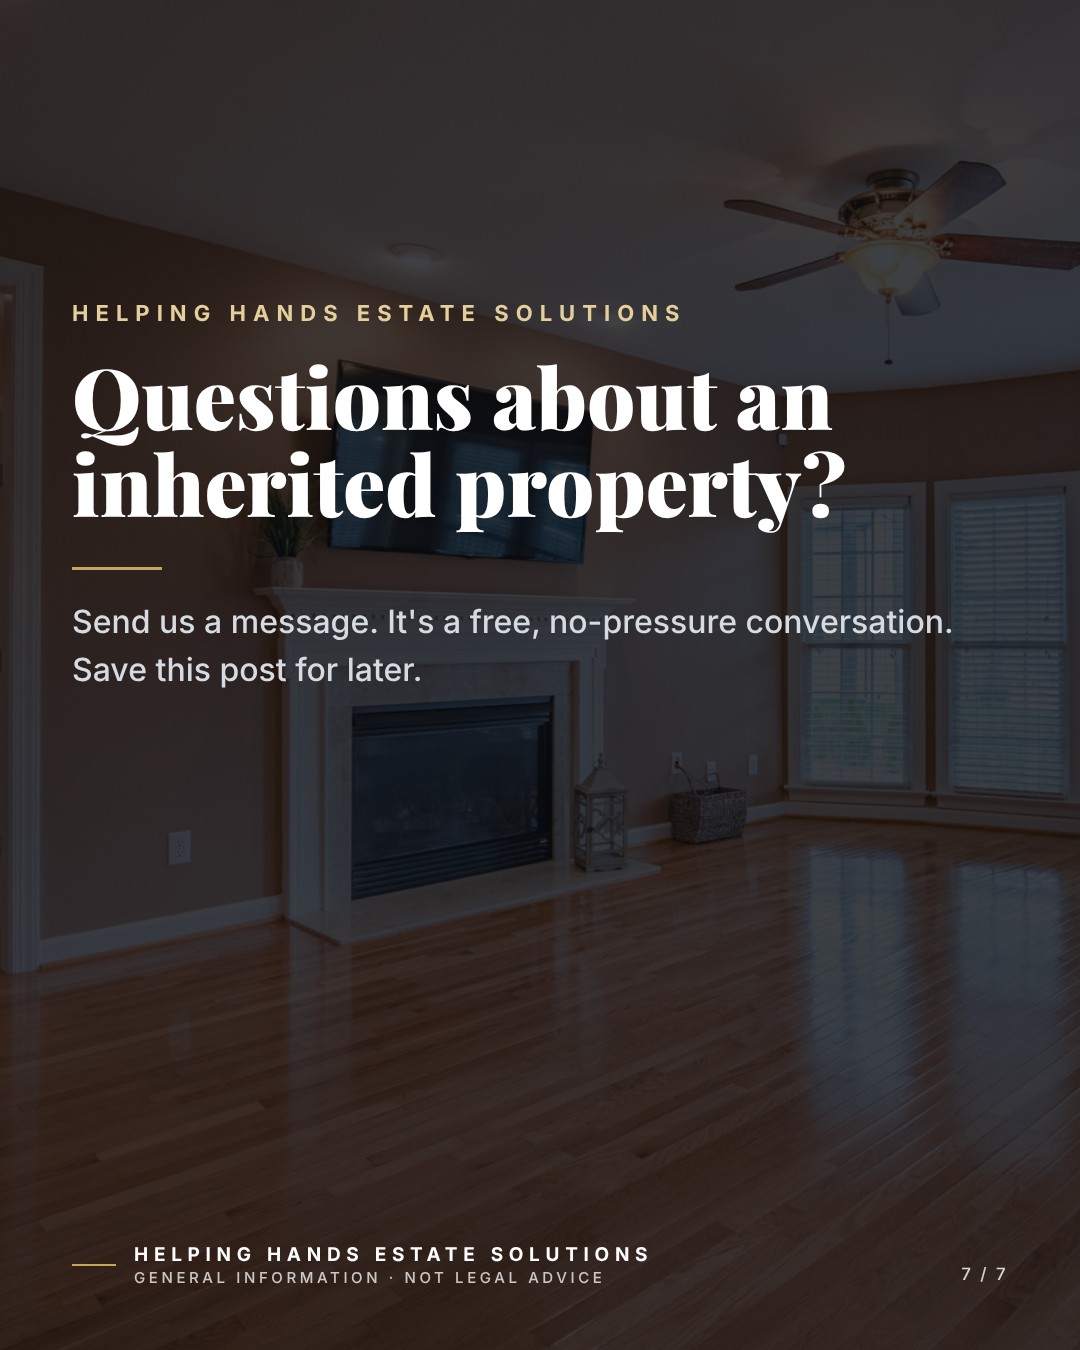 HELPING HANDS ESTATE SOLUTIONS
Questions about an
inherited property?
Send us a message. It's a free, no-pressure conversation.
Save this post for later.
HELPING HANDS ESTATE SOLUTIONS
GENERAL INFORMATION · NOT LEGAL ADVICE
7 / 7